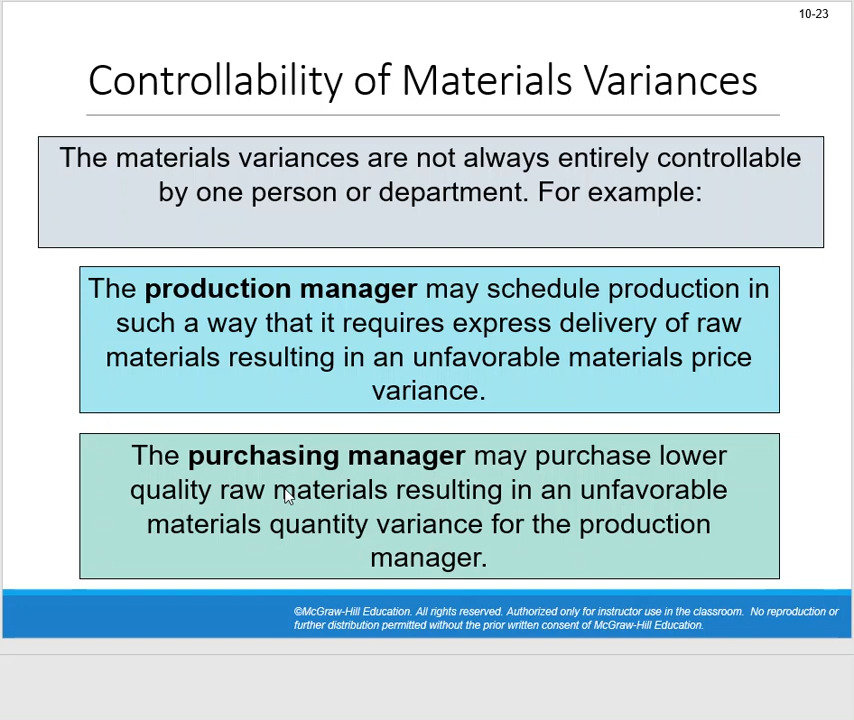 10-23
Controllability of Materials Variances
The materials variances are not always entirely controllable
by one person or department. For example:
The production manager may schedule production in
such a way that it requires express delivery of raw
materials resulting in an unfavorable materials price
variance.
The purchasing manager may purchase lower
quality raw materials resulting in an unfavorable
materials quantity variance for the production
manager.
©McGraw-Hill Education. All rights reserved. Authorized only for instructor use in the classroom. No reproduction or
further distribution permitted without the prior written consent of McGraw-Hill Education.